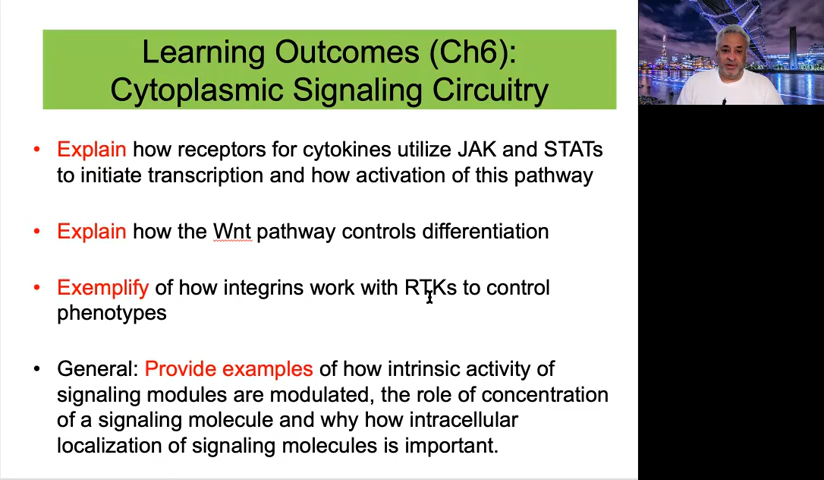 Learning Outcomes (Ch6):
Cytoplasmic Signaling Circuitry
• Explain how receptors for cytokines utilize JAK and STATs
to initiate transcription and how activation of this pathway
• Explain how the Wnt pathway controls differentiation
• Exemplify of how integrins work with RTKs to control
phenotypes
• General: Provide examples of how intrinsic activity of
signaling modules are modulated, the role of concentration
of a signaling molecule and why how intracellular
localization of signaling molecules is important.